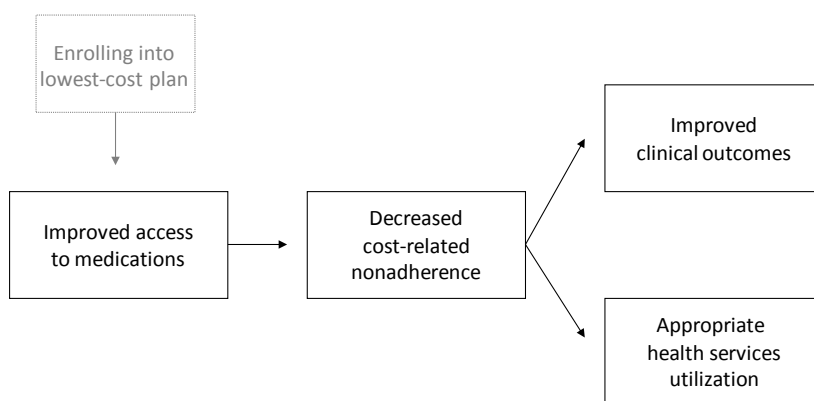 Enrolling into
lowest-cost plan
Improved access
to medications
Decreased
cost-related
nonadherence
Improved
clinical outcomes
Appropriate
health services
utilization